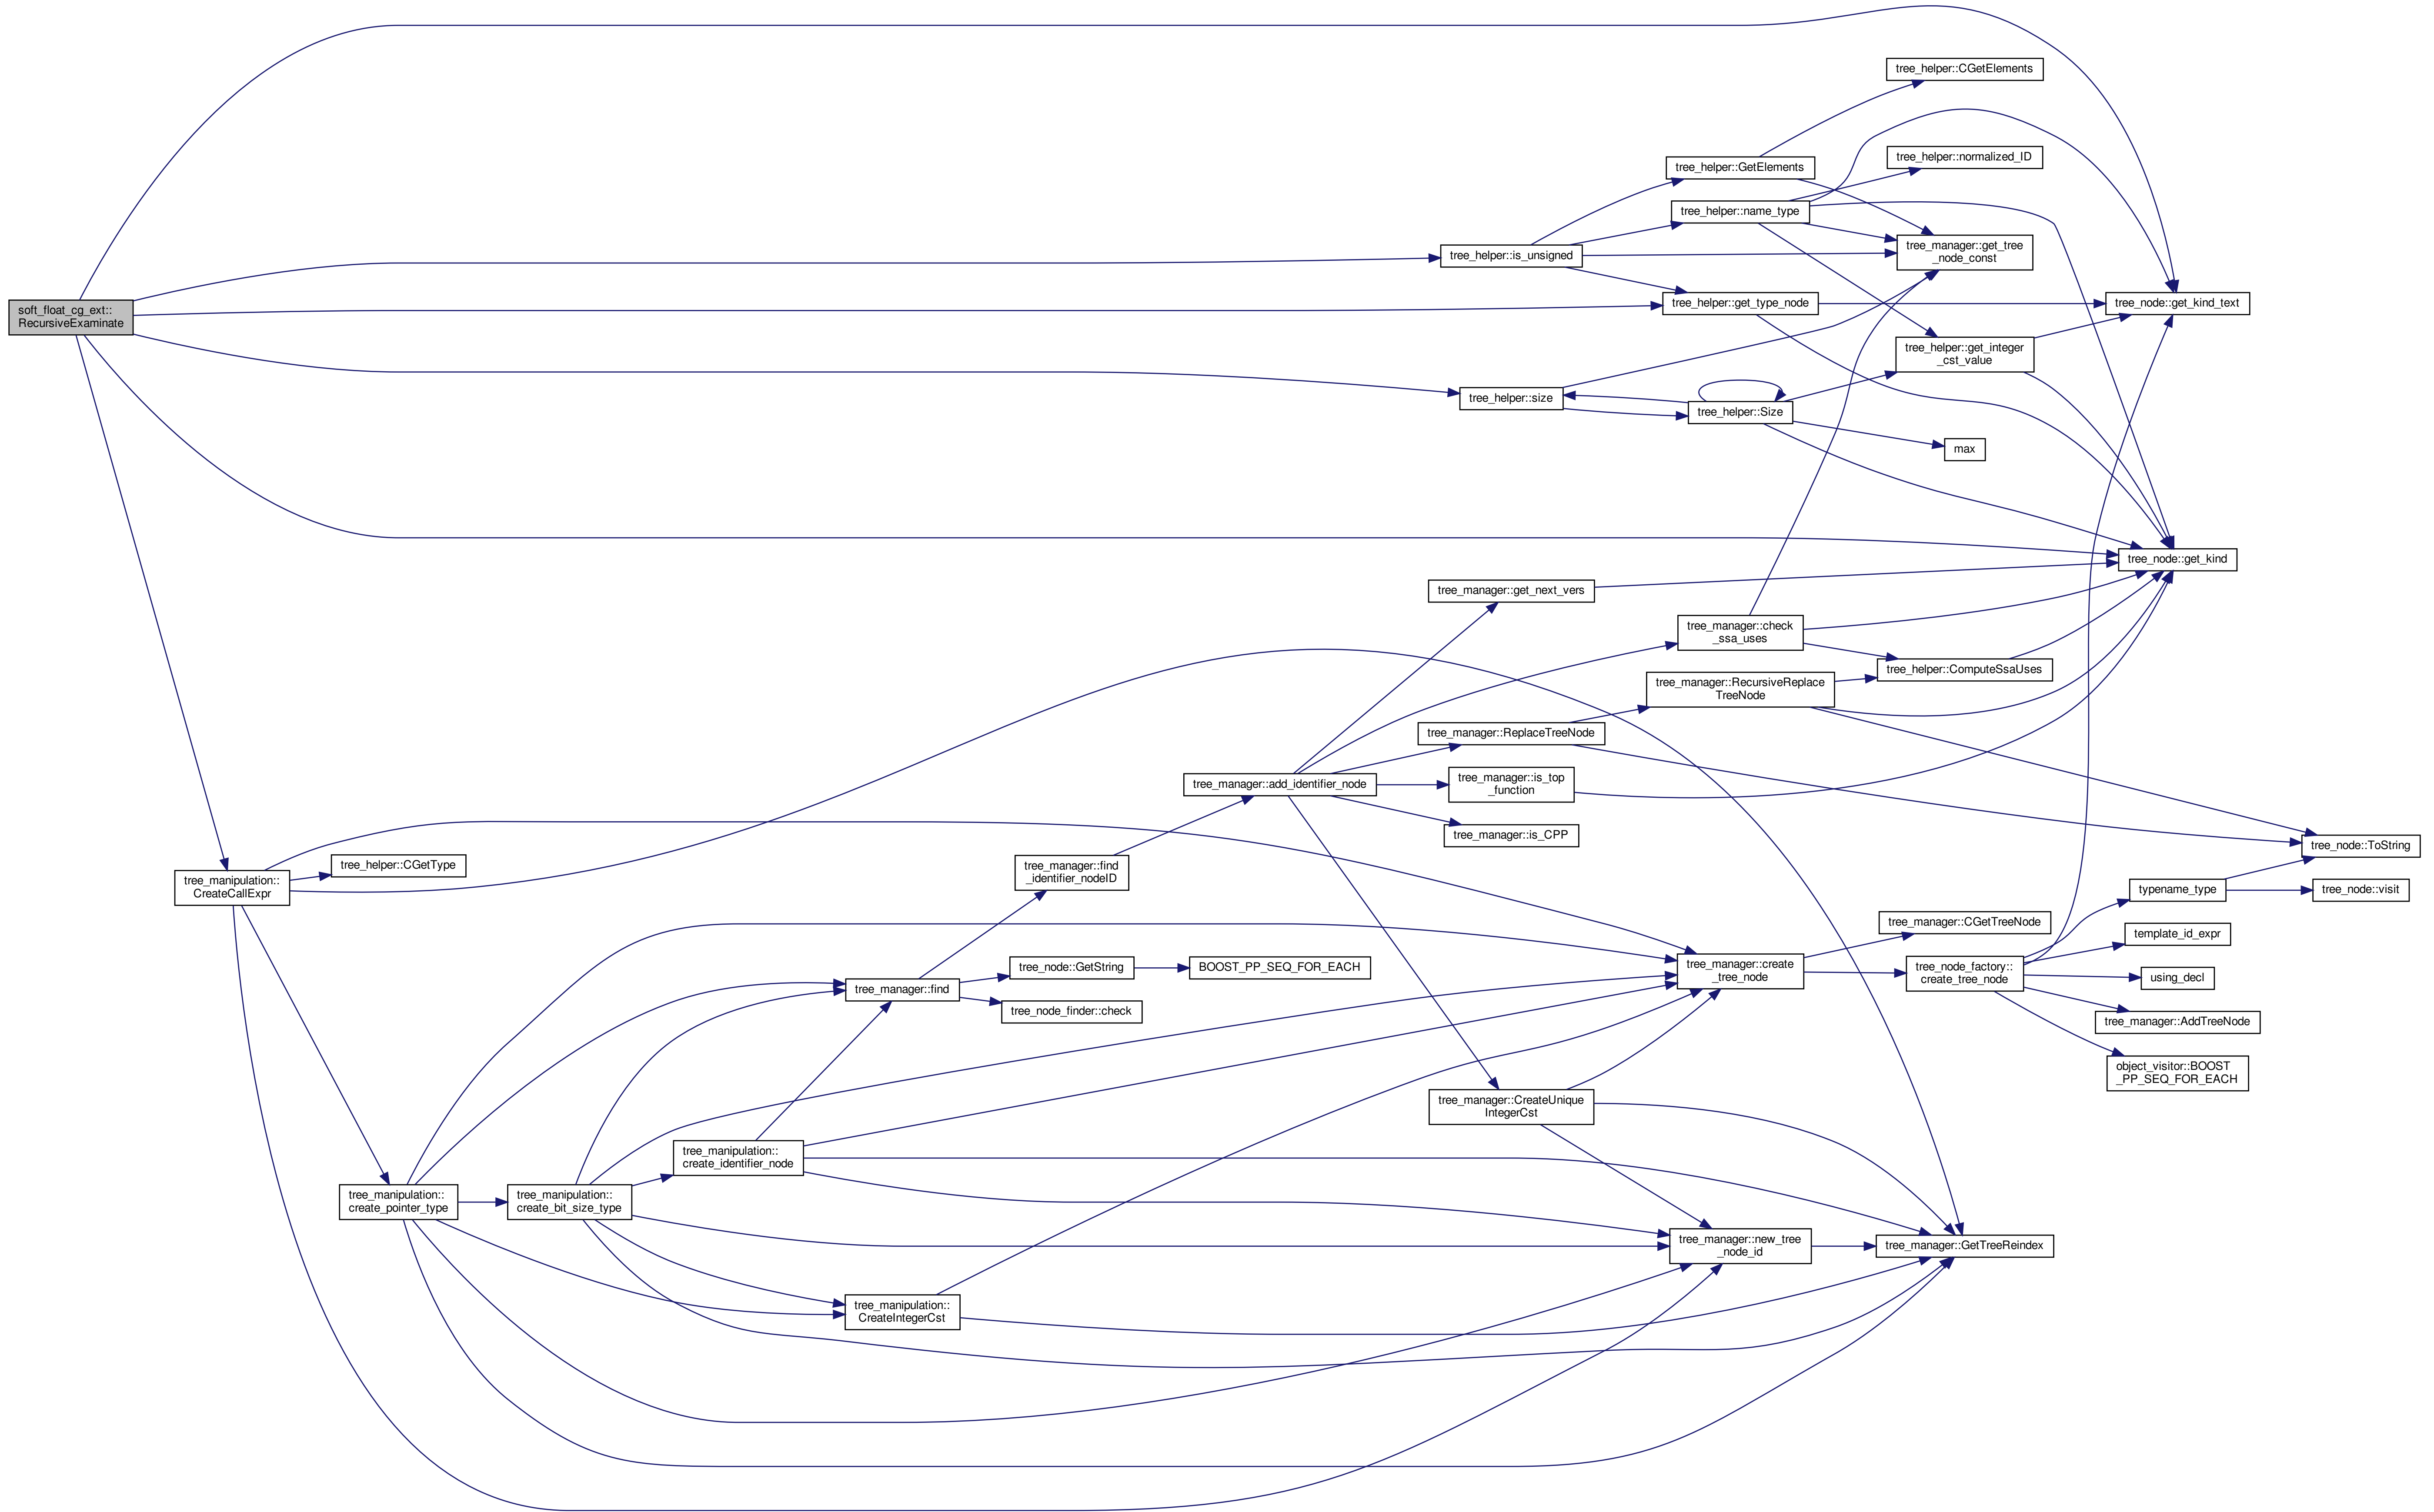 soft_float_cg_ext::
RecursiveExaminate
tree_manipulation::
CreateCallExpr
tree_helper::CGetType
tree_manipulation::
create_pointer_type
tree_manipulation::
create_bit_size_type
tree_manipulation::
create_identifier_node
tree_manipulation::
CreateIntegerCst
tree_manager::find
tree_manager::find
_identifier_nodeID
tree_node::GetString
tree_node_finder::check
BOOST_PP_SEQ_FOR_EACH
tree_manager::add_identifier_node
tree_helper::is_unsigned
tree_helper::size
tree_manager::get_next_vers
tree_manager::ReplaceTreeNode
tree_manager::is_top
_function
tree_manager::is_CPP
tree_manager::CreateUnique
IntegerCst
tree_helper::GetElements
tree_helper::name_type
tree_helper::get_type_node
tree_helper::Size
tree_manager::check
_ssa_uses
tree_manager::RecursiveReplace
TreeNode
tree_manager::create
_tree_node
tree_manager::new_tree
_node_id
tree_helper::CGetElements
tree_helper::normalized_ID
tree_manager::get_tree
_node_const
tree_helper::get_integer
_cst_value
max
tree_helper::ComputeSsaUses
tree_manager::CGetTreeNode
tree_node_factory::
create_tree_node
tree_manager::GetTreeReindex
tree_node::get_kind_text
tree_node::get_kind
typename_type
template_id_expr
using_decl
tree_manager::AddTreeNode
object_visitor::BOOST
_PP_SEQ_FOR_EACH
tree_node::ToString
tree_node::visit